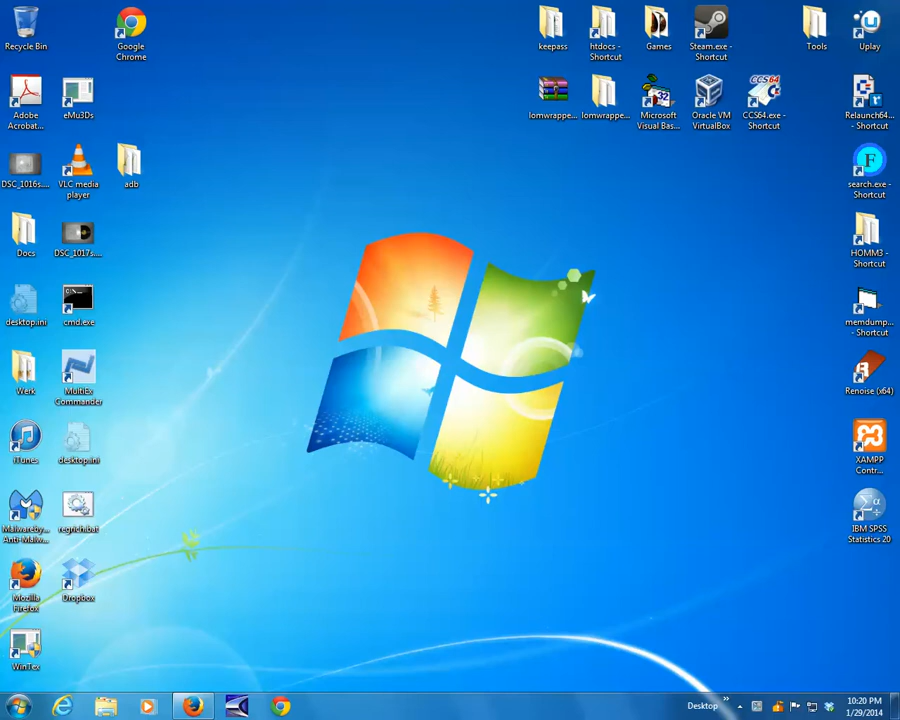 Recycle Bin
Google
Chrome
keepass
htdocs -
Shortcut
Games
Steam.exe -
Shortcut
Tools
Uplay
Adobe
Acrobat...
eMu3Ds
lomwrappe...
lomwrappe...
Microsoft
Visual Bas...
Oracle VM
VirtualBox
CCS64.exe -
Shortcut
Relaunch64...
- Shortcut
DSC_1016s....
VLC media
player
adb
search.exe -
Shortcut
Docs
DSC_1017s....
HOMM3 -
Shortcut
desktop.ini
C:\_
cmd.exe
memdump...
- Shortcut
Werk
MultiEx
Commander
Renoise (x64)
iTunes
desktop.ini
XAMPP
Contr...
Malwareby...
Anti-Malw...
regrichi.bat
IBM SPSS
Statistics 20
Mozilla
Firefox
Dropbox
WinTex
Desktop
10:20 PM
1/29/2014